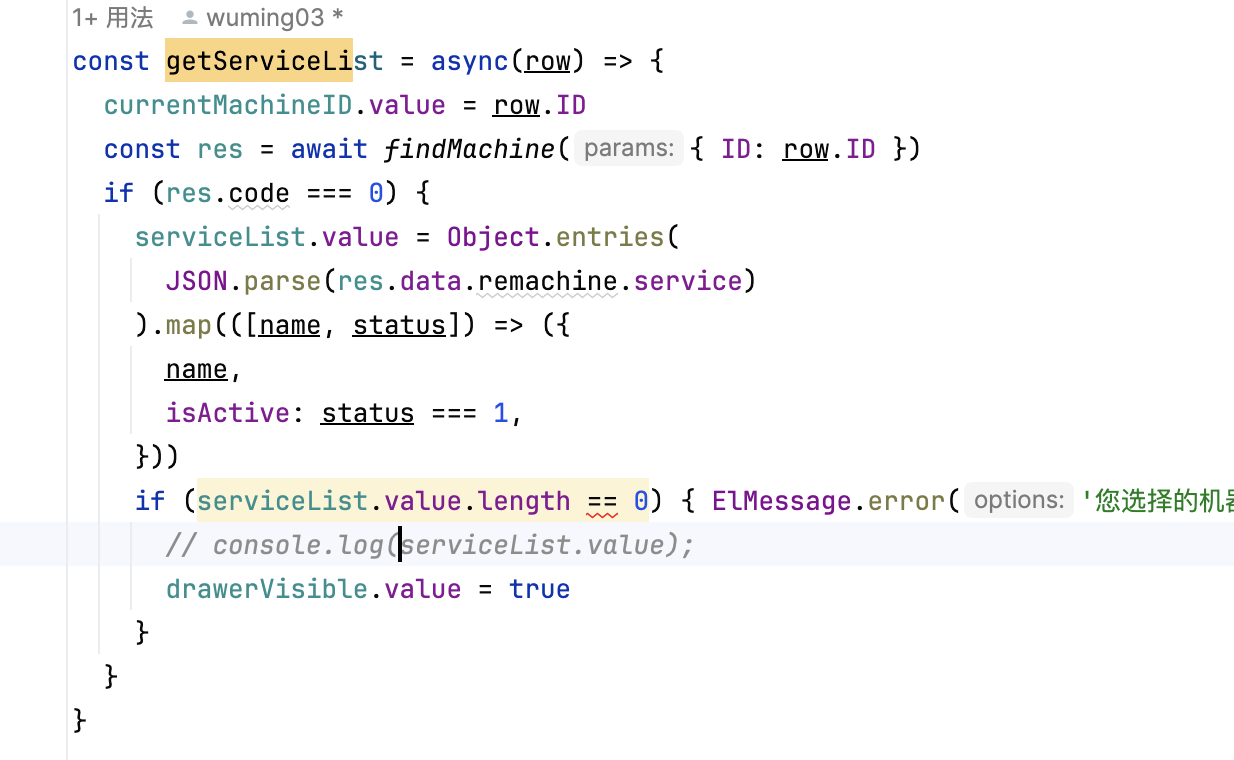 1+ 用法 wuming03 *
const getServiceList = async(row) => {
currentMachineID.value = row.ID
const res = await findMachine( params: { ID: row.ID })
if (res.code === 0) {
serviceList.value = Object.entries(
JSON.parse(res.data.remachine.service)
).map(([name, status]) => ({
name,
isActive: status === 1,
}))
if (serviceList.value.length == 0) { ElMessage.error( options: '您选择的机器
// console.log(serviceList.value);
drawerVisible.value = true
}
}
}